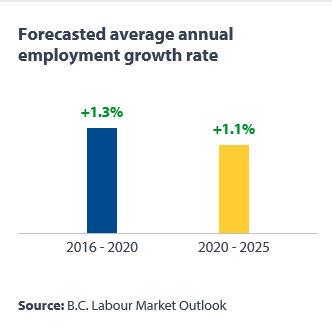 Forecasted average annual
employment growth rate
+1.3%
+1.1%
2016 - 2020
2020 - 2025
Source: B.C. Labour Market Outlook